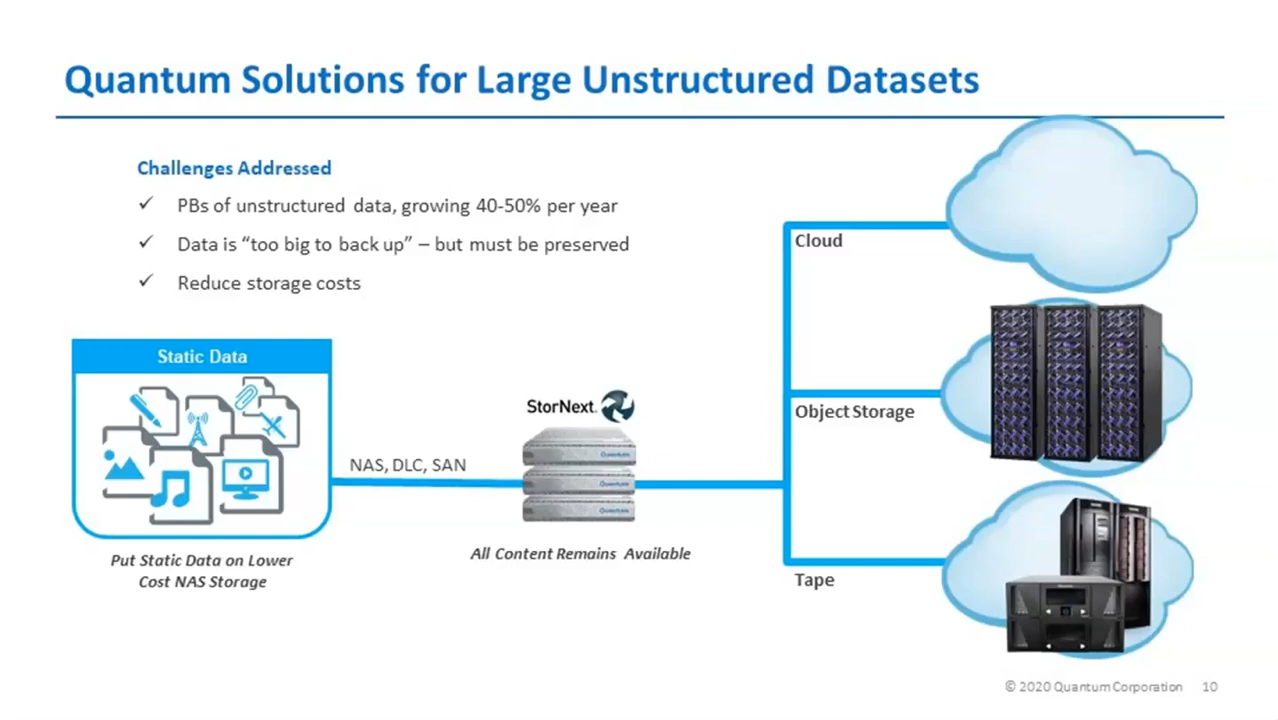 Quantum Solutions for Large Unstructured Datasets
Challenges Addressed
✓ PBs of unstructured data, growing 40-50% per year
✓ Data is “too big to back up” – but must be preserved
✓ Reduce storage costs
Static Data
NAS, DLC, SAN
StorNext.
Quantum
Quantum
Quantum
Put Static Data on Lower
Cost NAS Storage
All Content Remains Available
Cloud
Object Storage
Tape
© 2020 Quantum Corporation 10